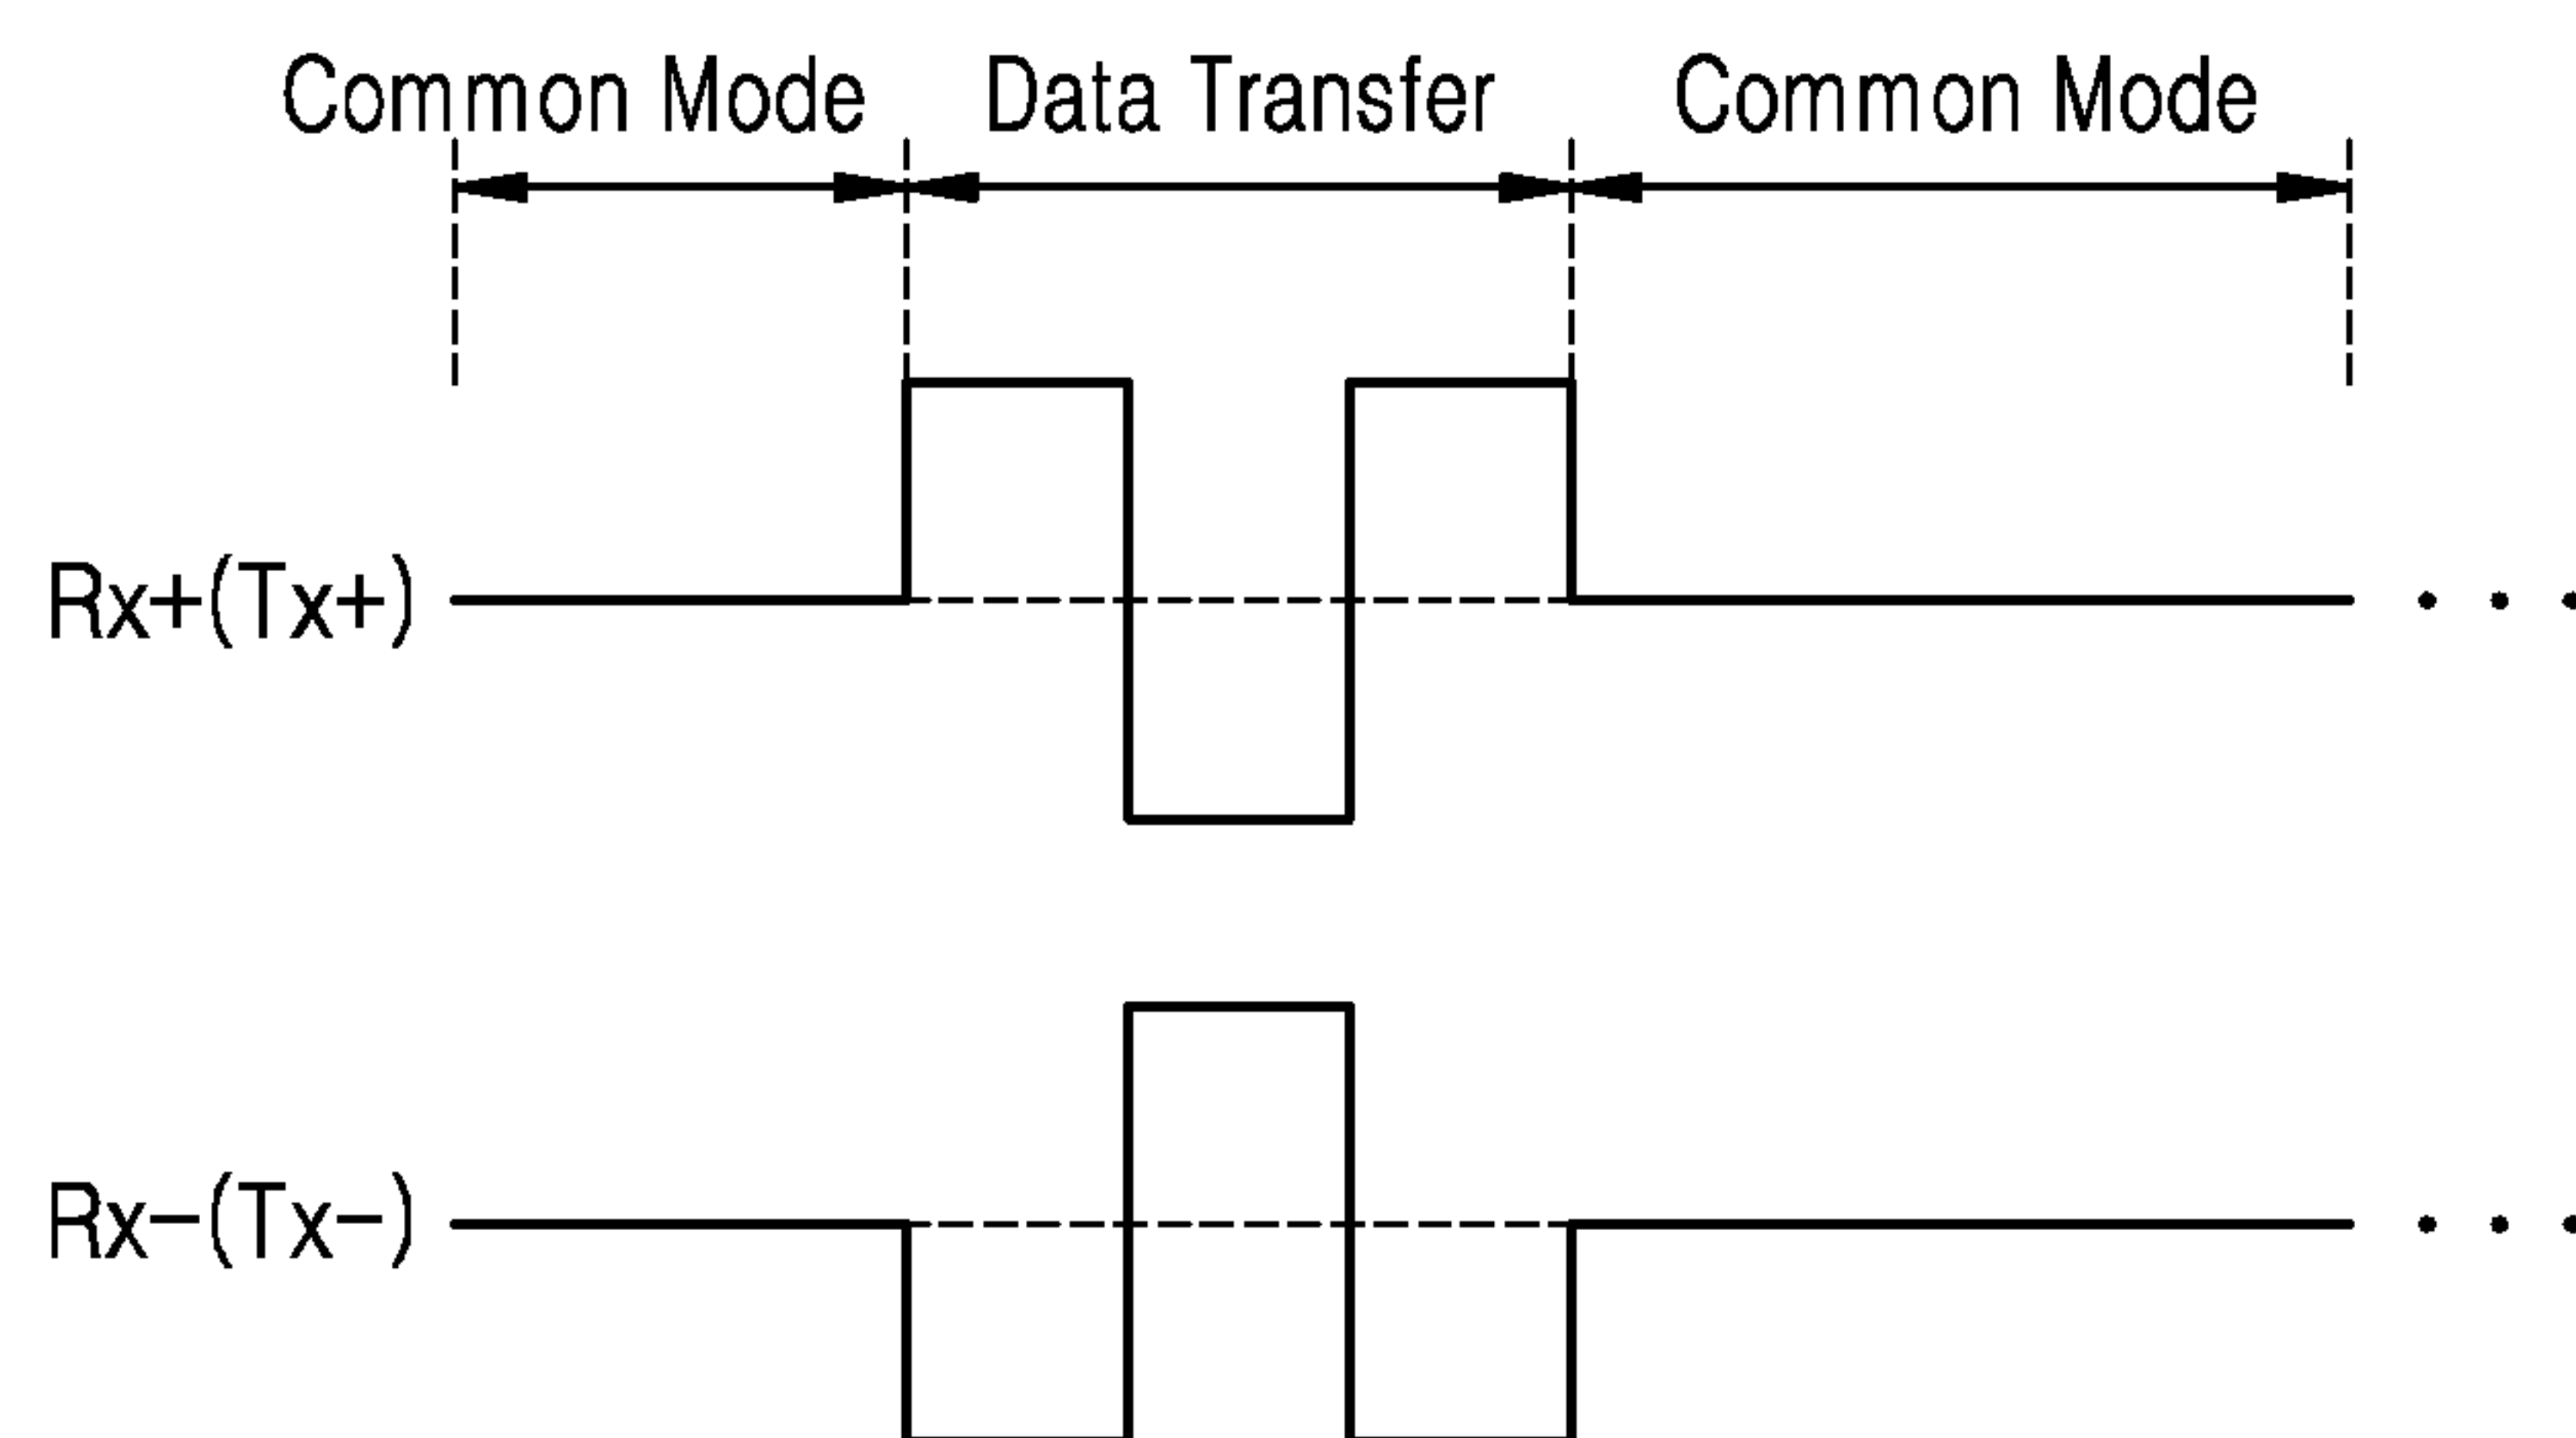 Common Mode Data Transfer Common Mode
Rx+(Tx+)
Rx−(Tx−)